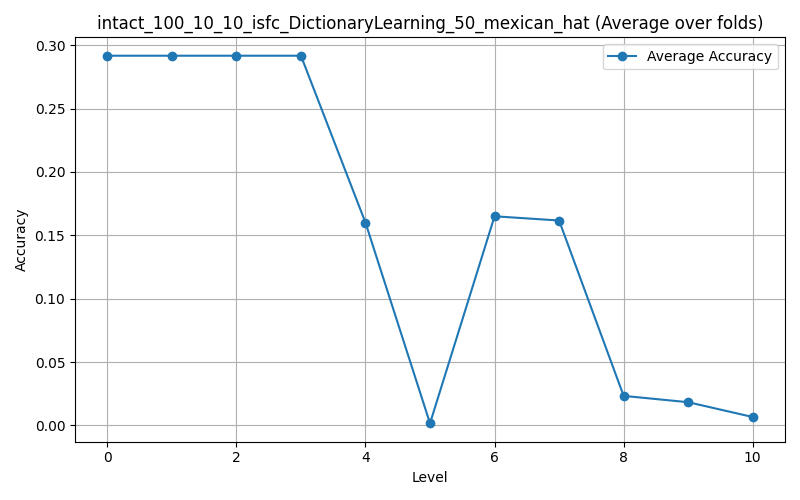 intact_100_10_10_isfc_DictionaryLearning_50_mexican_hat (Average over folds)
Average Accuracy
Accuracy
0.30
0.25
0.20
0.15
0.10
0.05
0.00
0 2 4 6 8 10
Level